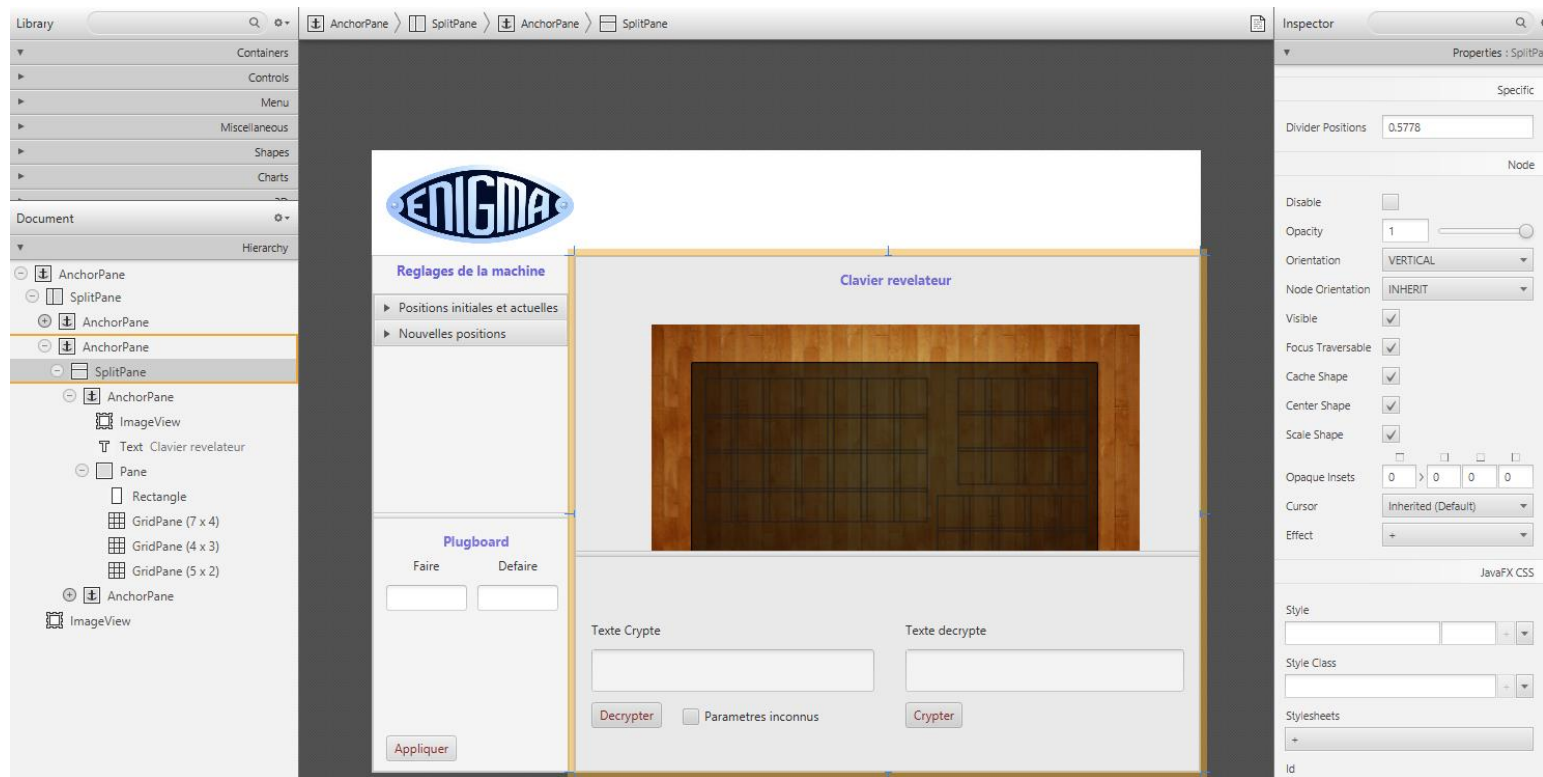 Library
Containers
Controls
Menu
Miscellaneous
Shapes
Charts
Document
Hierarchy
AnchorPane
SplitPane
AnchorPane
AnchorPane
SplitPane
AnchorPane
ImageView
Text Clavier revelateur
Pane
Rectangle
GridPane (7 x 4)
GridPane (4 x 3)
GridPane (5 x 2)
AnchorPane
ImageView
AnchorPane SplitPane AnchorPane SplitPane
ENIGMA
Reglages de la machine
Positions initiales et actuelles
Nouvelles positions
Plugboard
Faire Defaire
Appliquer
Clavier revelateur
Texte Crypte Texte decrypte
Decrypter Parametres inconnus Crypter
Inspector
Properties : SplitPa
Specific
Divider Positions 0.5778
Node
Disable
Opacity 1
Orientation VERTICAL
Node Orientation INHERIT
Visible
Focus Traversable
Cache Shape
Center Shape
Scale Shape
Opaque Insets 0 > 0 0 0
Cursor Inherited (Default)
Effect +
JavaFX CSS
Style
+
Style Class
+
Stylesheets
+
Id